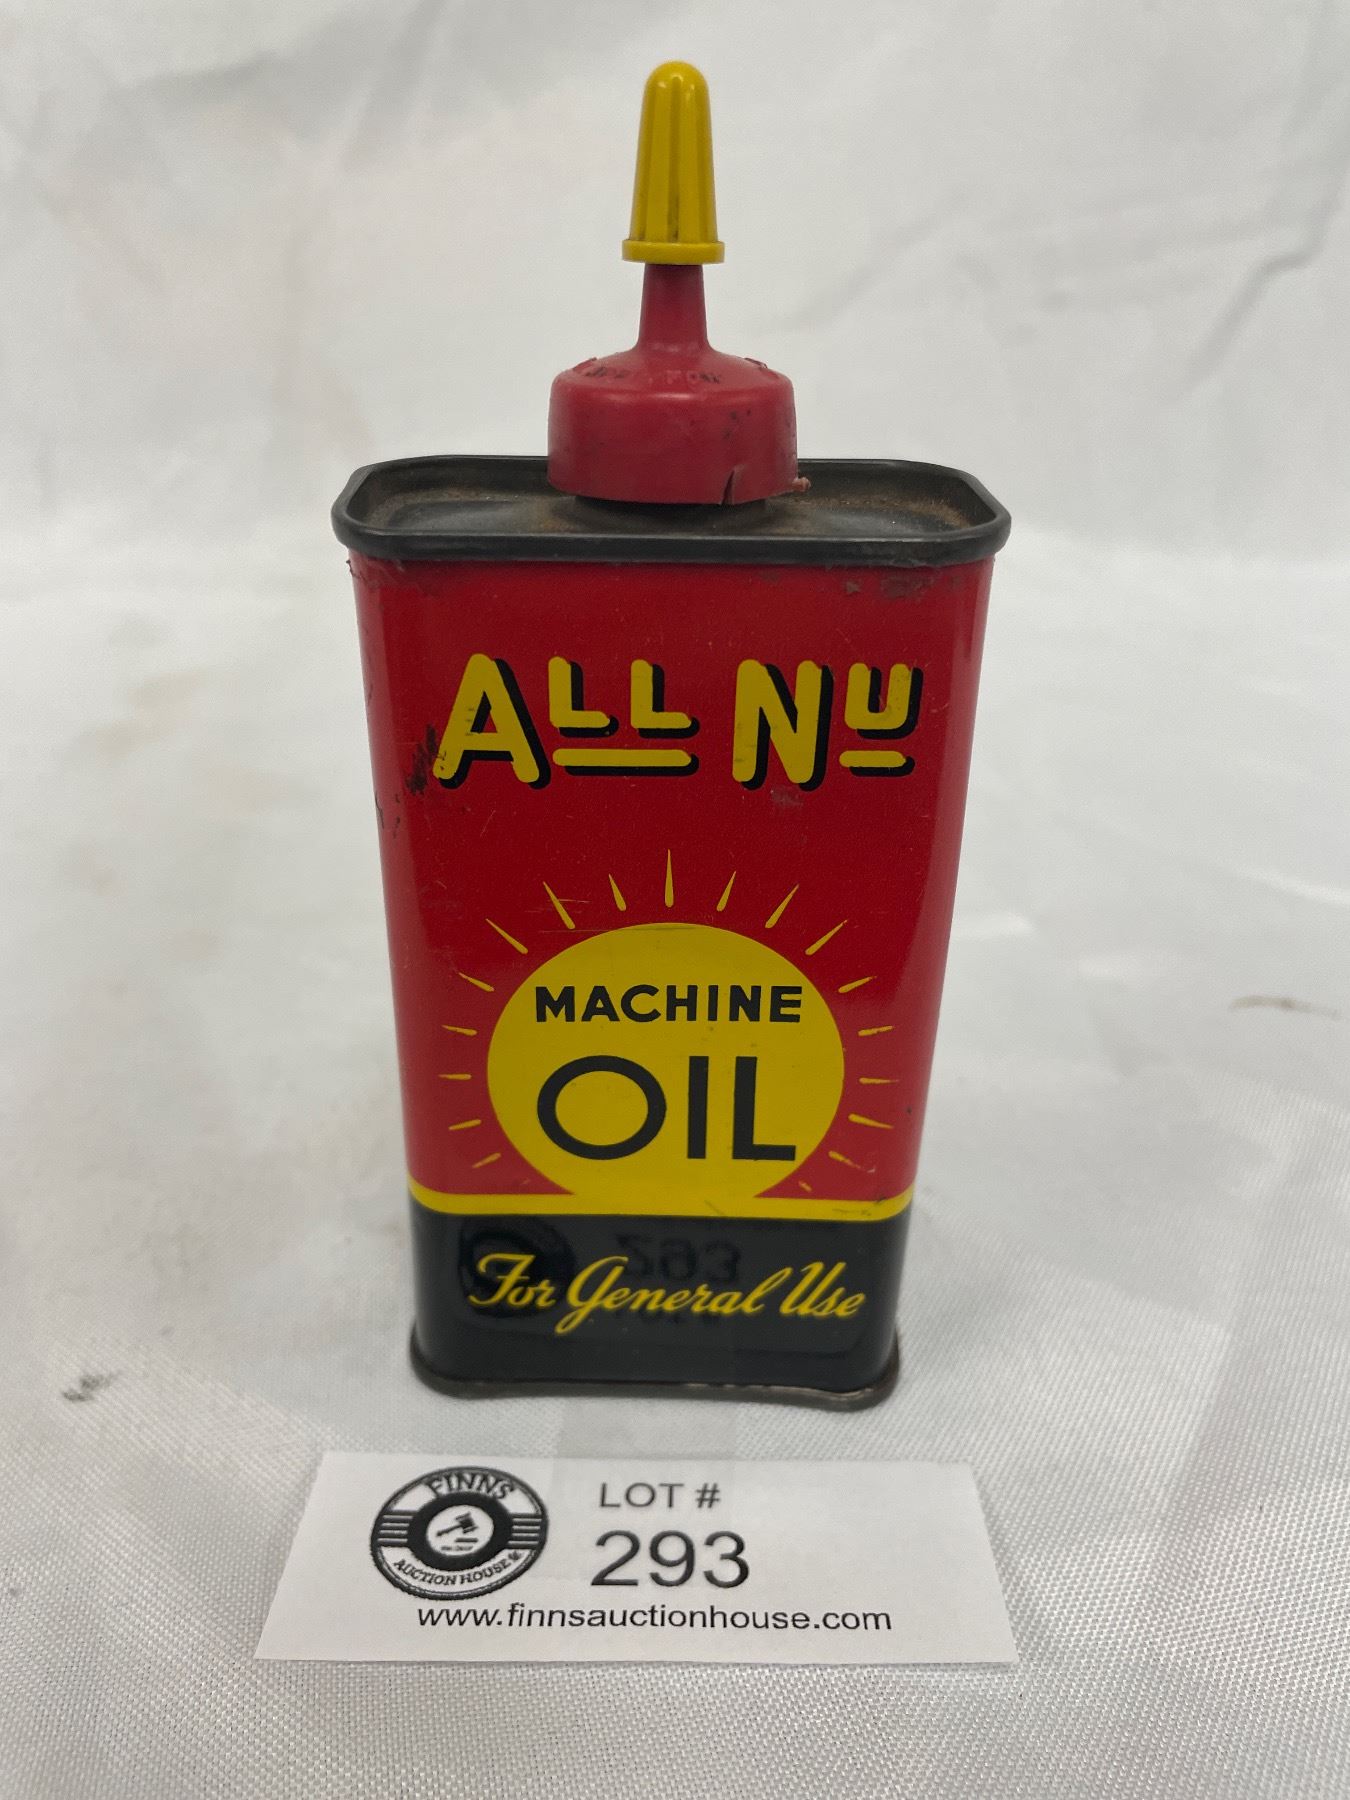 ALL NU
MACHINE
OIL
For General Use
FINNS
AUCTION HOUSE
LOT #
293
www.finnsauctionhouse.com